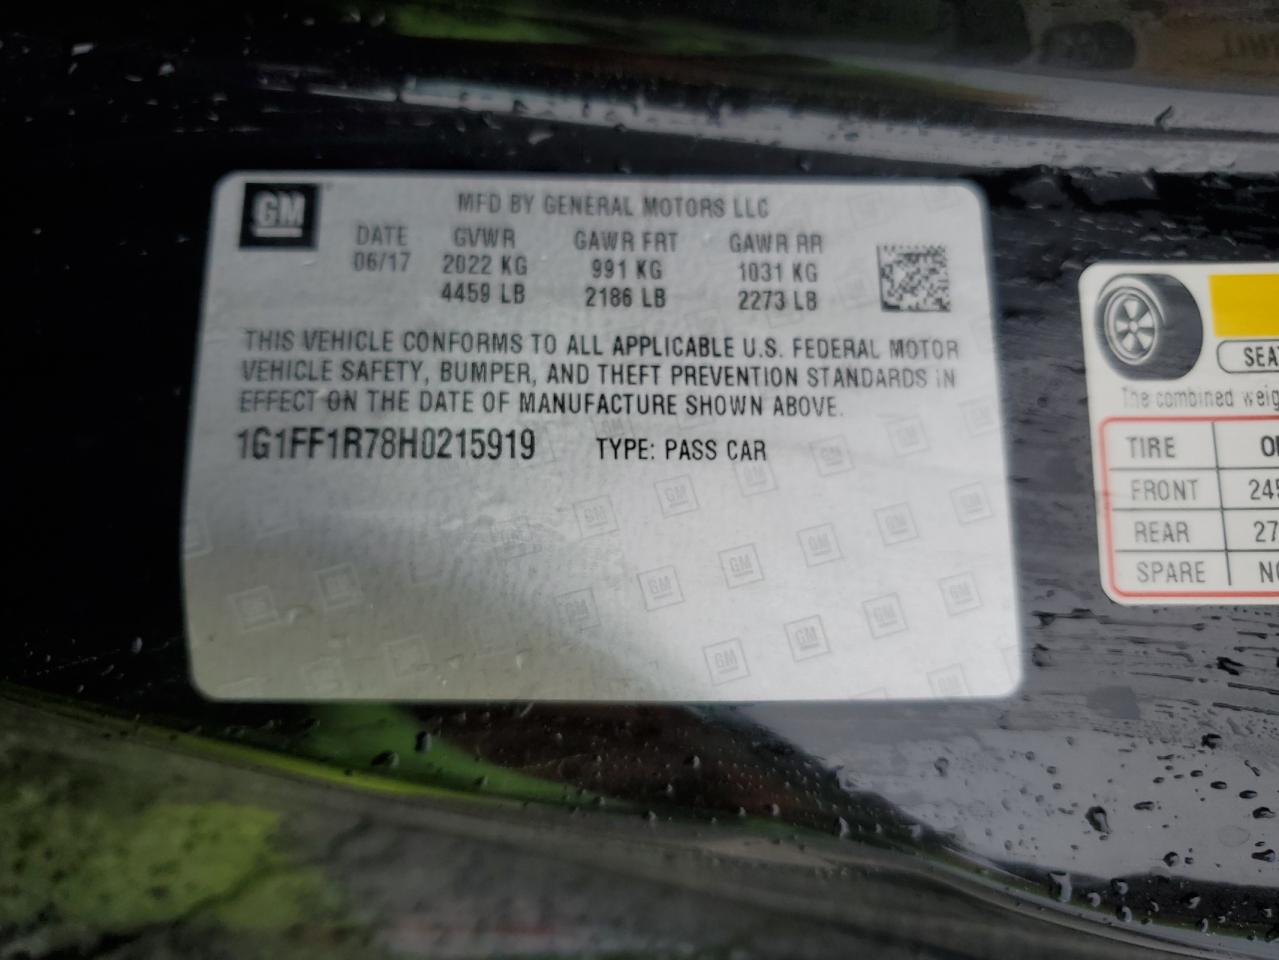 GM
MFD BY GENERAL MOTORS LLC
DATE GVWR GAWR FRT GAWR RR
06/17 2022 KG 991 KG 1031 KG
4459 LB 2186 LB 2273 LB
THIS VEHICLE CONFORMS TO ALL APPLICABLE U.S. FEDERAL MOTOR
VEHICLE SAFETY, BUMPER, AND THEFT PREVENTION STANDARDS IN
EFFECT ON THE DATE OF MANUFACTURE SHOWN ABOVE.
1G1FF1R78H0215919 TYPE: PASS CAR
The combined
TIRE
FRONT
REAR
SPARE